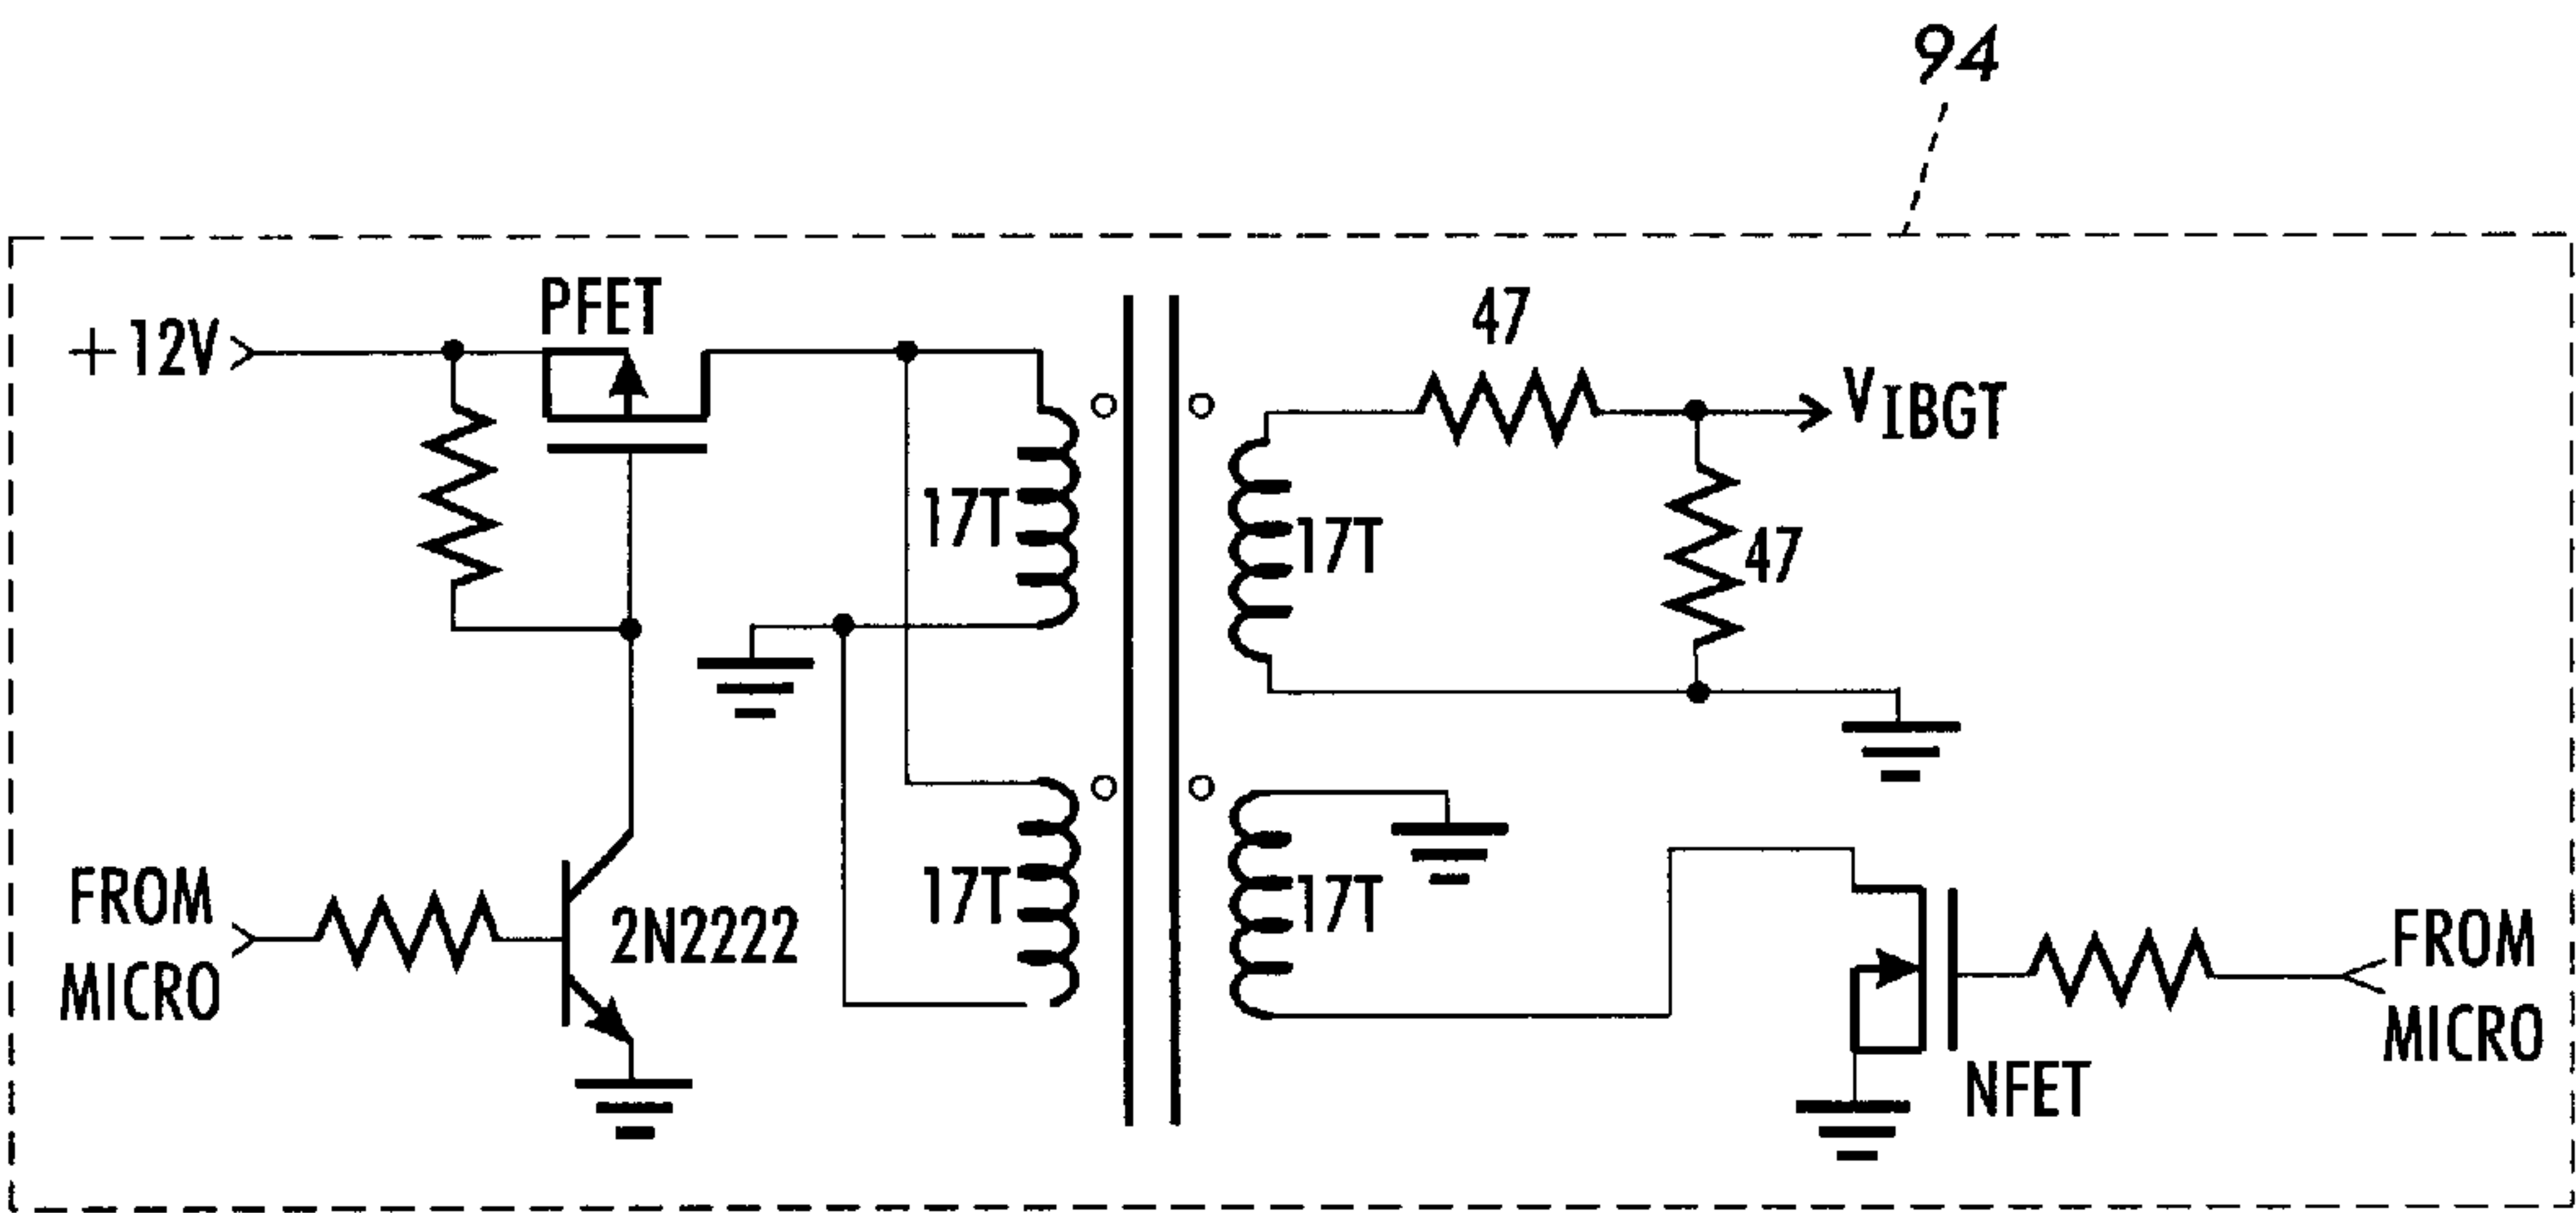 94
PFET
+12V
47
VIBGT
17T
17T
47
FROM
MICRO
2N2222
17T
17T
FROM
MICRO
NFET